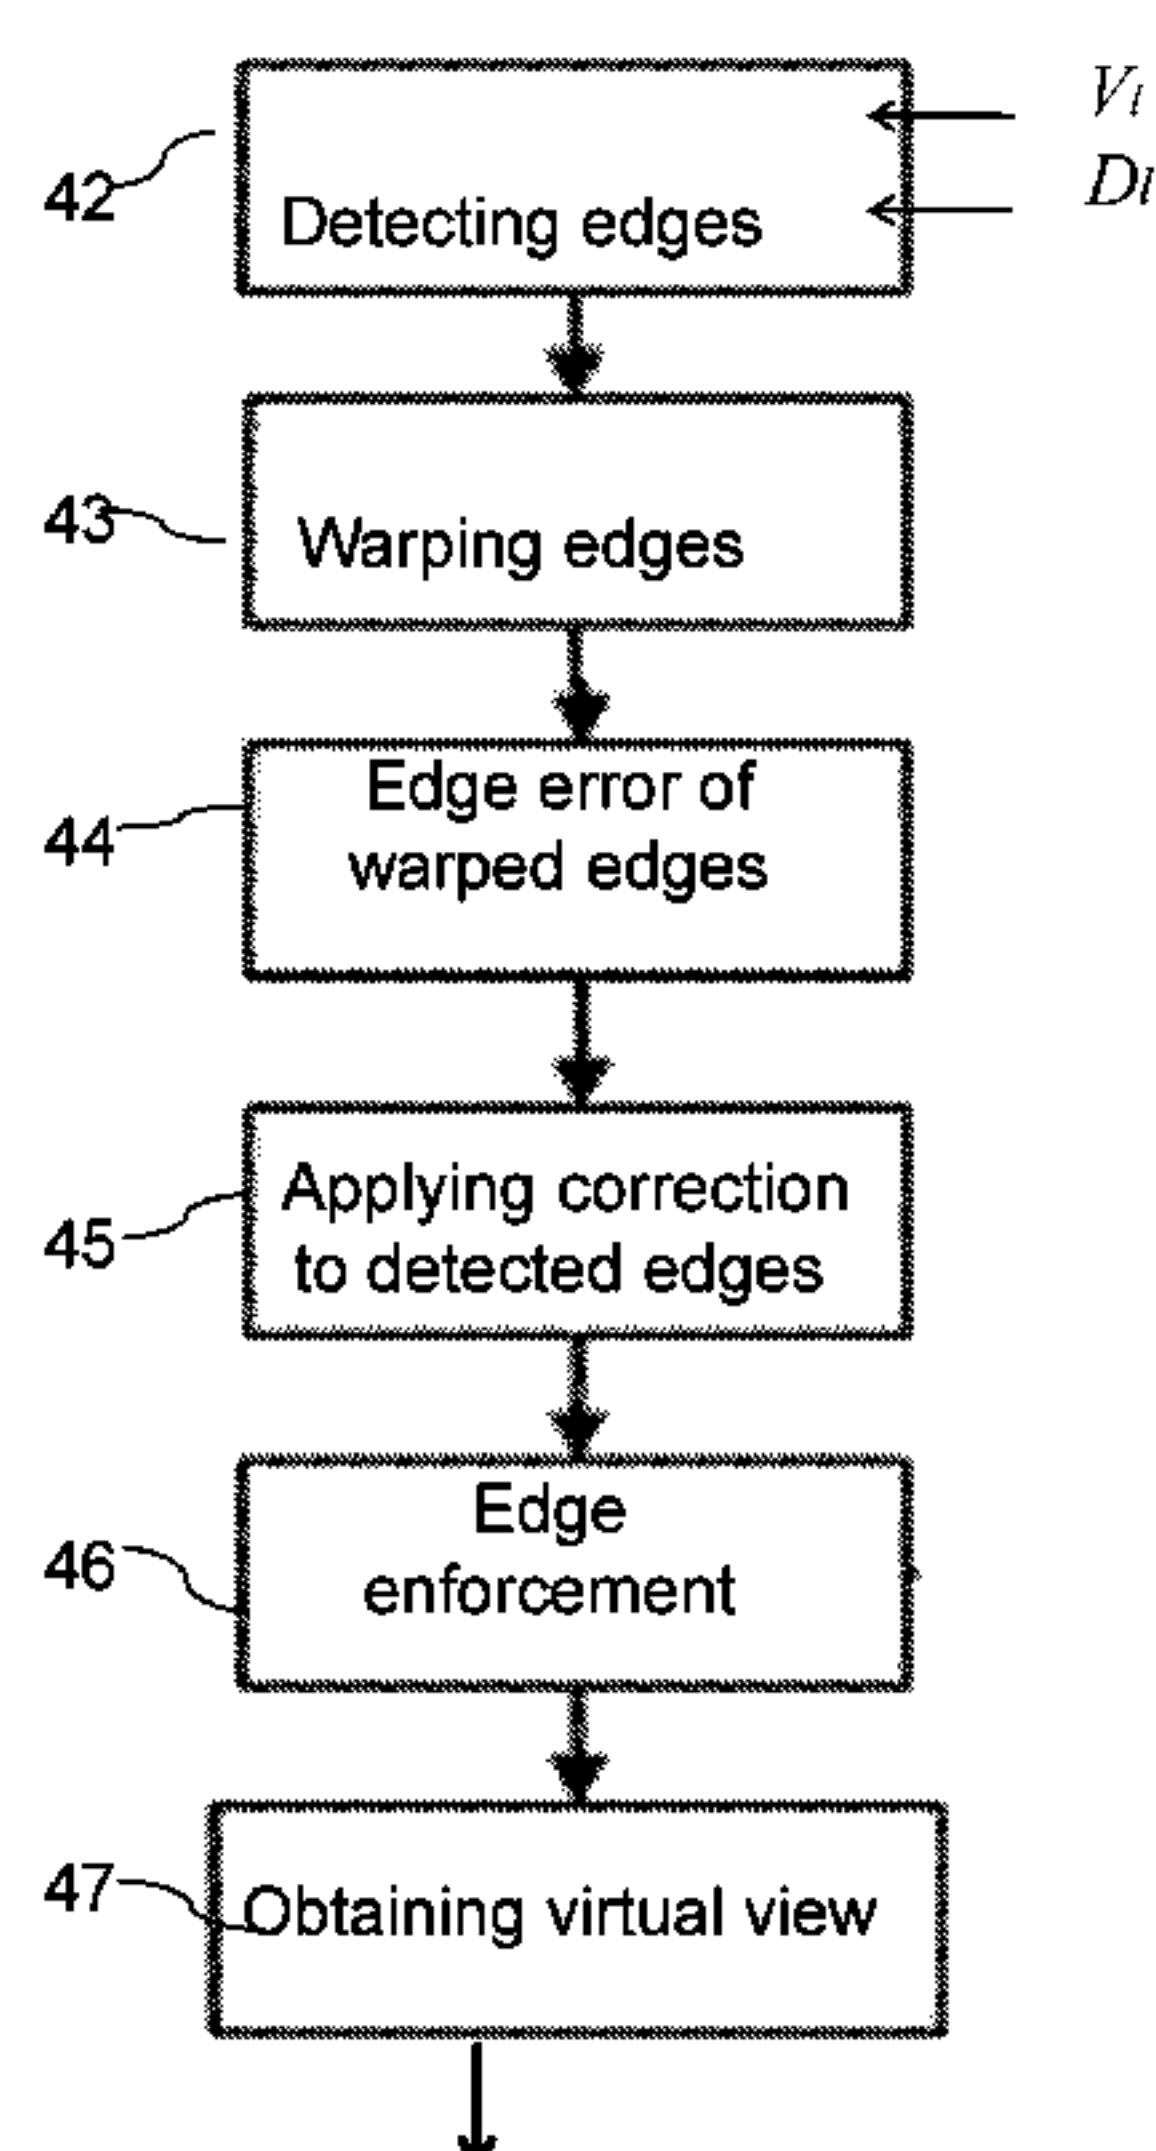 Vl
42
Dl
Detecting edges
43
Warping edges
Edge error of
44
warped edges
Applying correction
45
to detected edges
Edge
46
enforcement
47
Obtaining virtual view